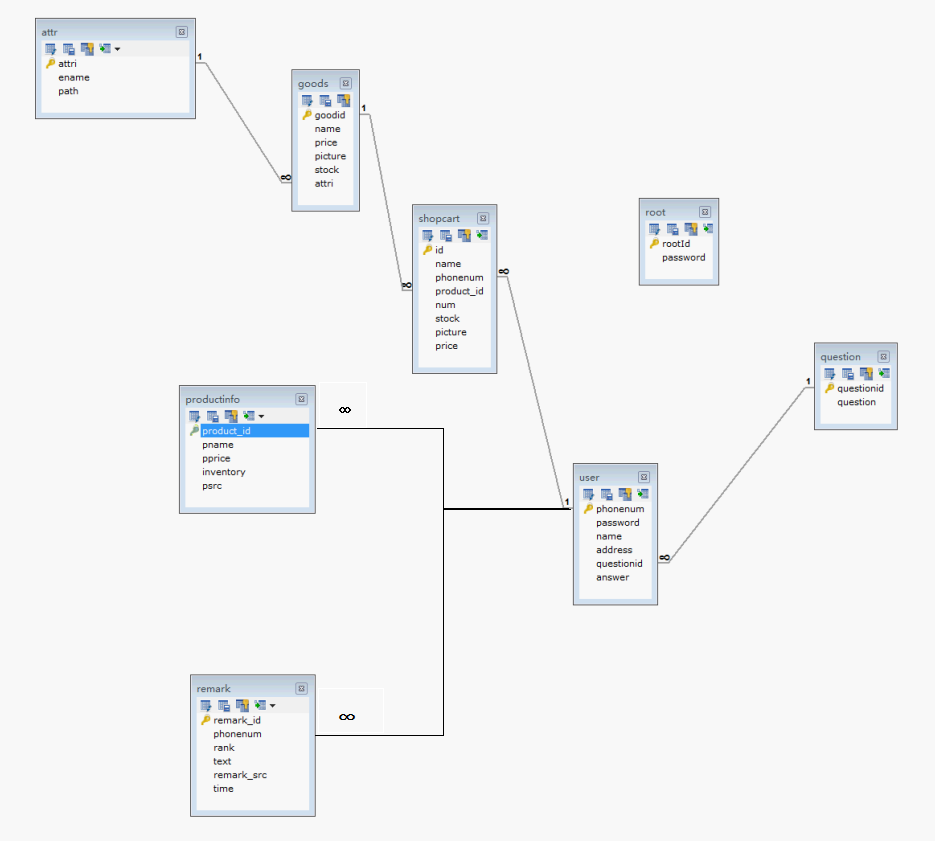 attr
attri
ename
path
1
∞
goods
goodid
name
price
picture
stock
attri
1
∞
shopcart
id
name
phonenum
product_id
num
stock
picture
price
∞
1
root
rootId
password
question
questionid
question
1
∞
productinfo
product_id
pname
pprice
inventory
psrc
∞
user
phonenum
password
name
address
questionid
answer
remark
remark_id
phonenum
rank
text
remark_src
time
∞